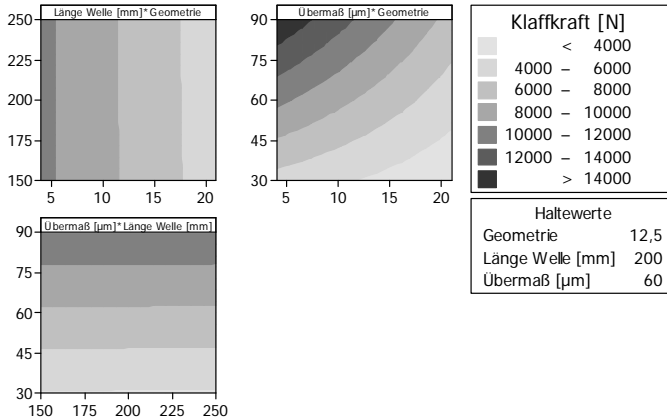 Länge Welle [mm]* Geometrie
250
225
200
175
150
5
10
15
20
Übermaß [µm]* Geometrie
90
75
60
45
30
5
10
15
20
Übermaß [µm]* Länge Welle [mm]
90
75
60
45
30
150
175
200
225
250
Klaffkraft [N]
< 4000
4000 – 6000
6000 – 8000
8000 – 10000
10000 – 12000
12000 – 14000
> 14000
Haltewerte
Geometrie 12,5
Länge Welle [mm] 200
Übermaß [µm] 60